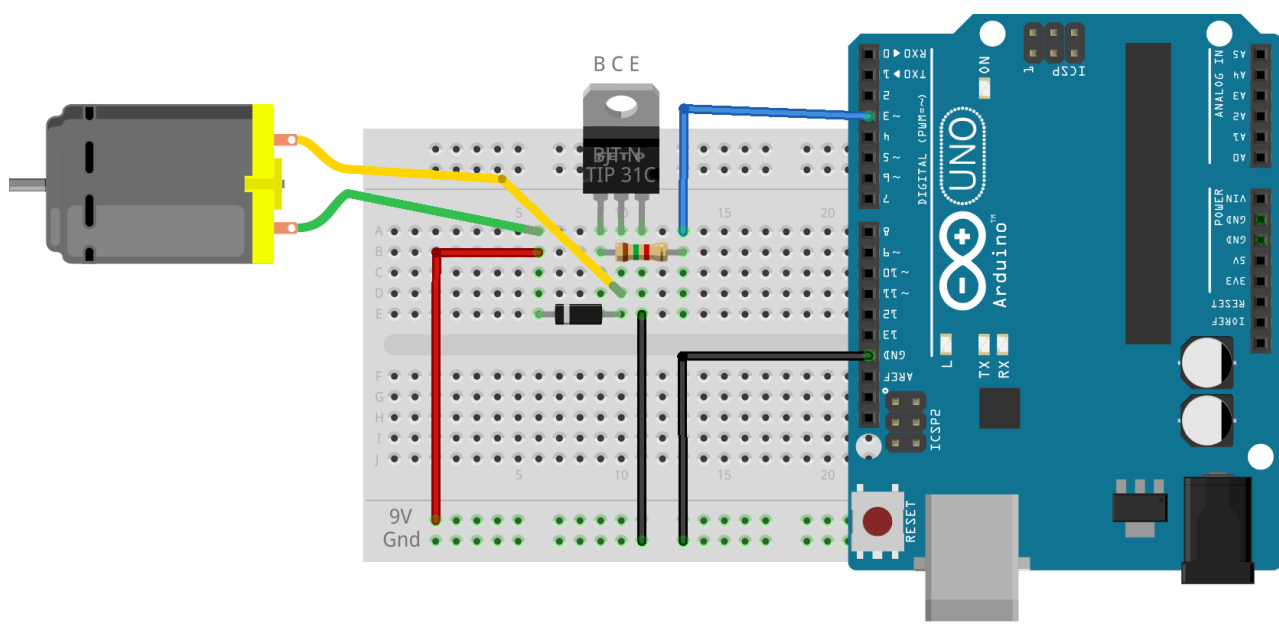 B C E
BJT-N
TIP 31C
5
10
15
20
A
B
C
D
E
F
G
H
I
J
5
10
15
20
9V
Gnd
RX0 ◀ 0
TX0 ▶ 1
2
~ 3
4
~ 5
~ 6
7
8
~ 9
~ 10
~ 11
12
13
GND
AREF
DIGITAL (PWM=~)
ON
1
ICSP
UNO
Arduino™
L
TX
RX
ICSP2
RESET
ANALOG IN
A5
A4
A3
A2
A1
A0
POWER
VIN
GND
GND
5V
3V3
RESET
IOREF